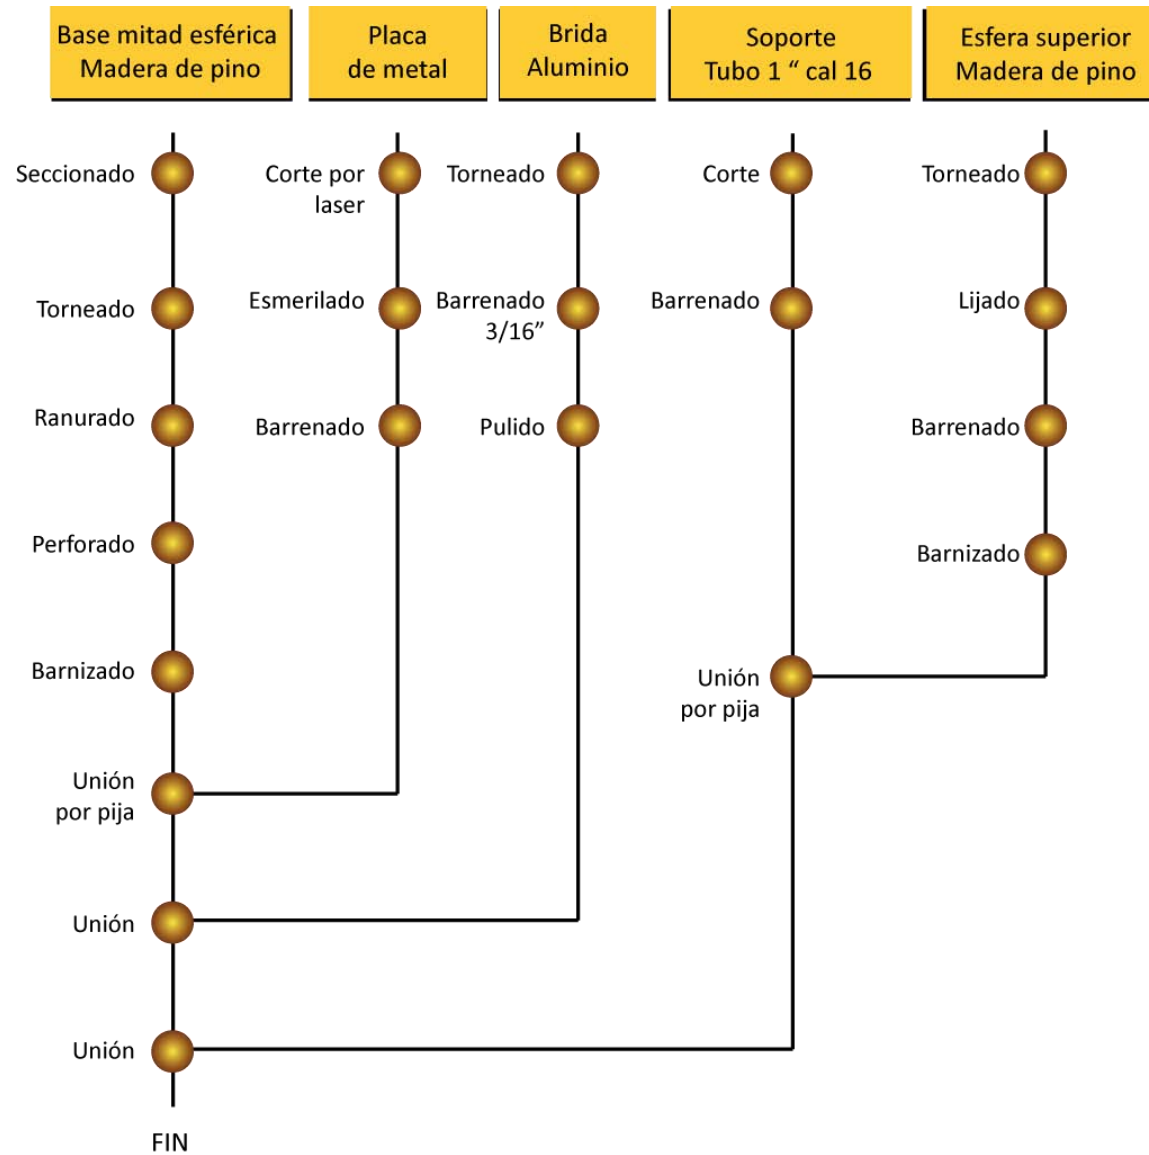 Base mitad esférica
Madera de pino
Placa
de metal
Brida
Aluminio
Soporte
Tubo 1 “ cal 16
Esfera superior
Madera de pino
Seccionado
Corte por
laser
Torneado
Corte
Torneado
Torneado
Esmerilado
Barrenado
3/16”
Barrenado
Lijado
Ranurado
Barrenado
Pulido
Barrenado
Perforado
Barnizado
Barnizado
Unión
por pija
Unión
por pija
Unión
Unión
FIN